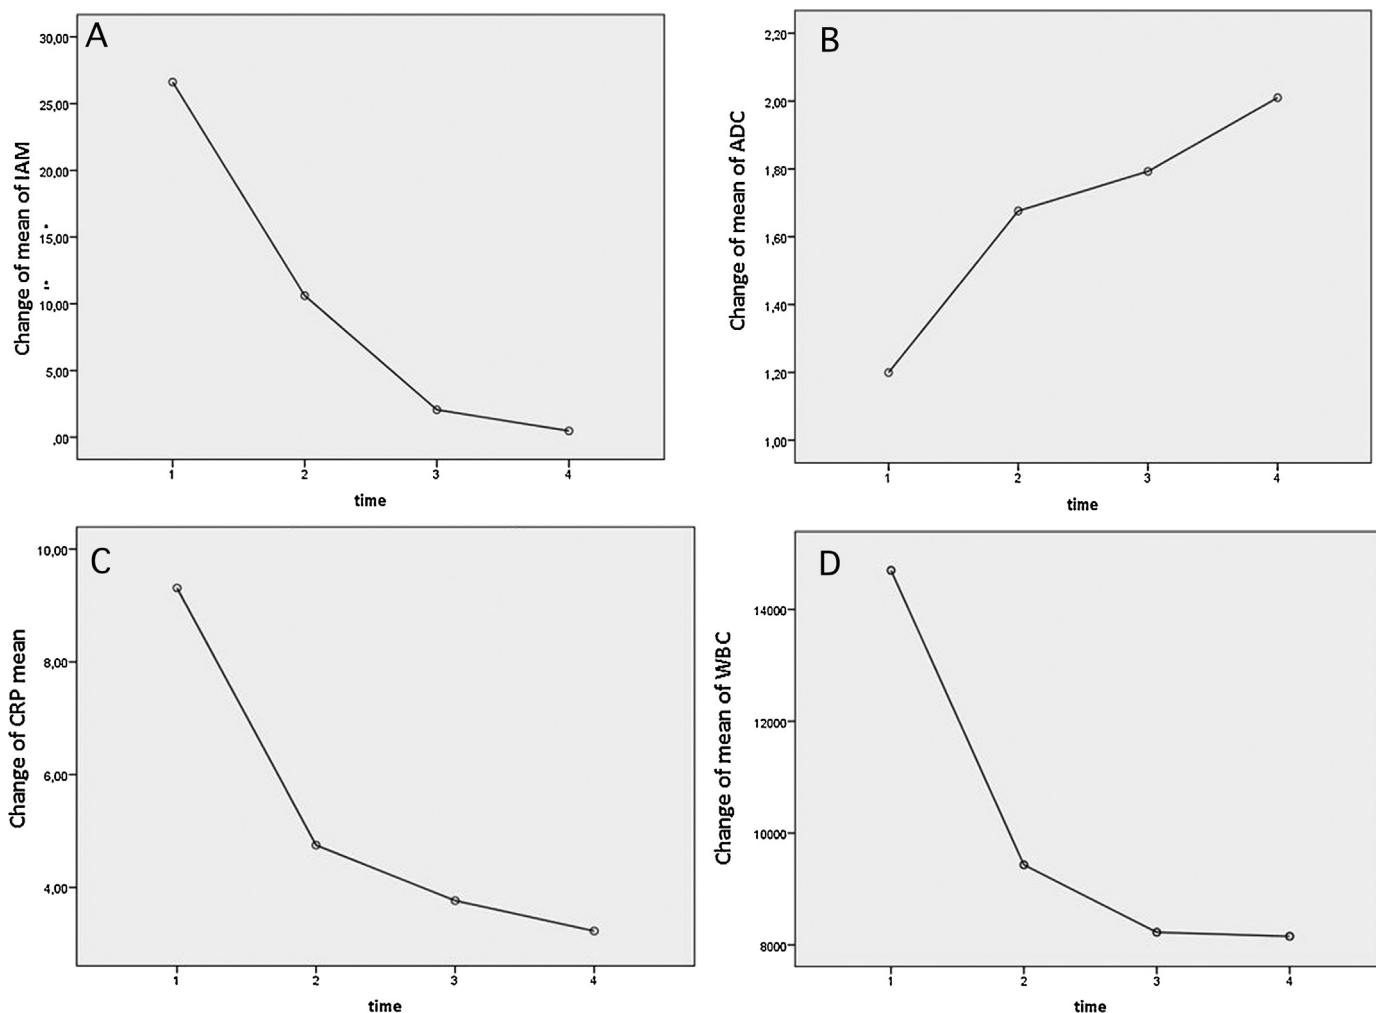 A
Change of mean of IAM
30,00
25,00
20,00
15,00
10,00
5,00
,00
1 2 3 4
time
B
Change of mean of ADC
2,20
2,00
1,80
1,60
1,40
1,20
1,00
1 2 3 4
time
C
Change of CRP mean
10,00
8,00
6,00
4,00
1 2 3 4
time
D
Change of mean of WBC
14000
12000
10000
8000
1 2 3 4
time